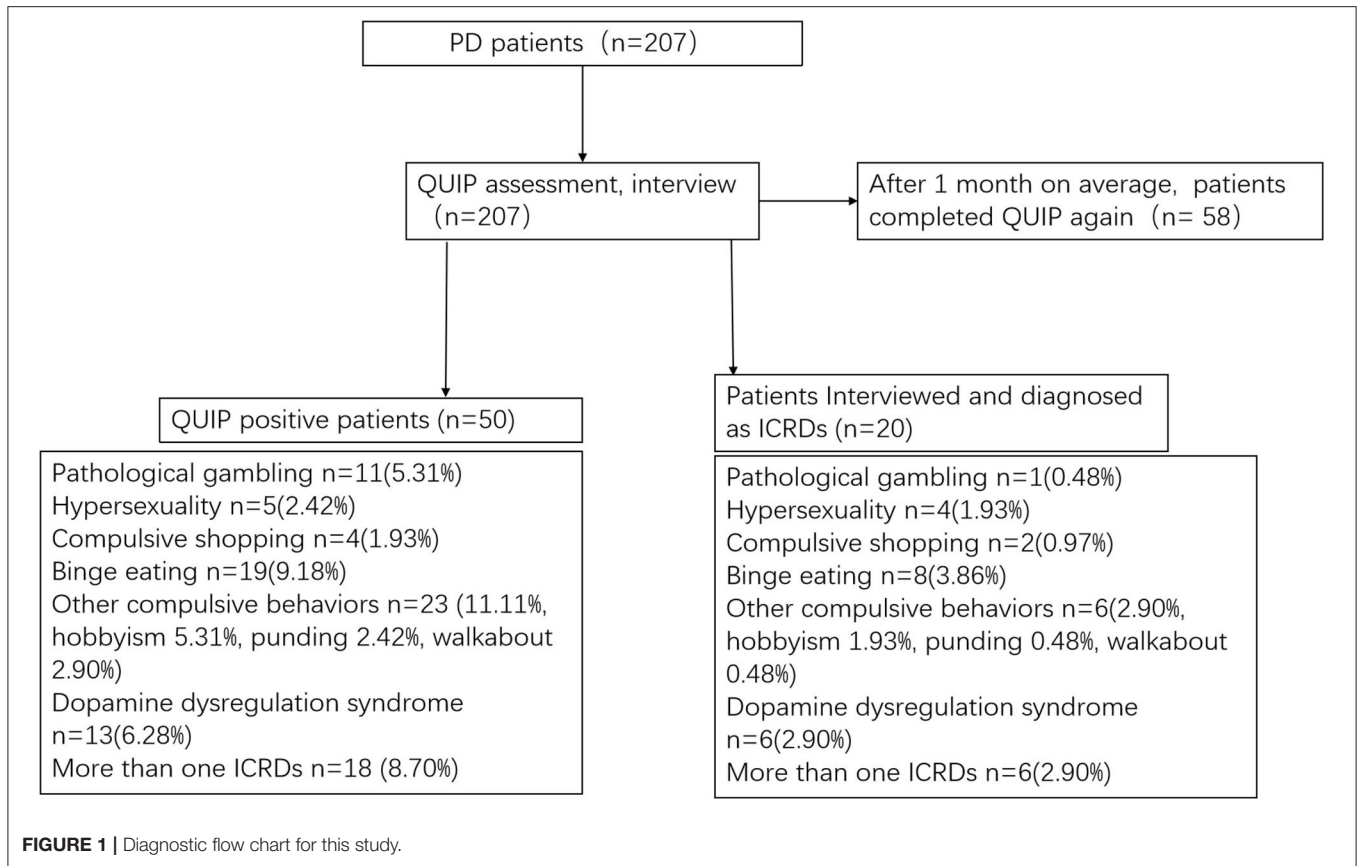 PD patients（n=207）
QUIP assessment, interview
（n=207）
After 1 month on average, patients
completed QUIP again（n= 58）
QUIP positive patients (n=50)
Pathological gambling n=11(5.31%)
Hypersexuality n=5(2.42%)
Compulsive shopping n=4(1.93%)
Binge eating n=19(9.18%)
Other compulsive behaviors n=23 (11.11%,
hobbyism 5.31%, punding 2.42%, walkabout
2.90%)
Dopamine dysregulation syndrome
n=13(6.28%)
More than one ICRDs n=18 (8.70%)
Patients Interviewed and diagnosed
as ICRDs (n=20)
Pathological gambling n=1(0.48%)
Hypersexuality n=4(1.93%)
Compulsive shopping n=2(0.97%)
Binge eating n=8(3.86%)
Other compulsive behaviors n=6(2.90%,
hobbyism 1.93%, punding 0.48%, walkabout
0.48%)
Dopamine dysregulation syndrome
n=6(2.90%)
More than one ICRDs n=6(2.90%)
FIGURE 1 | Diagnostic flow chart for this study.